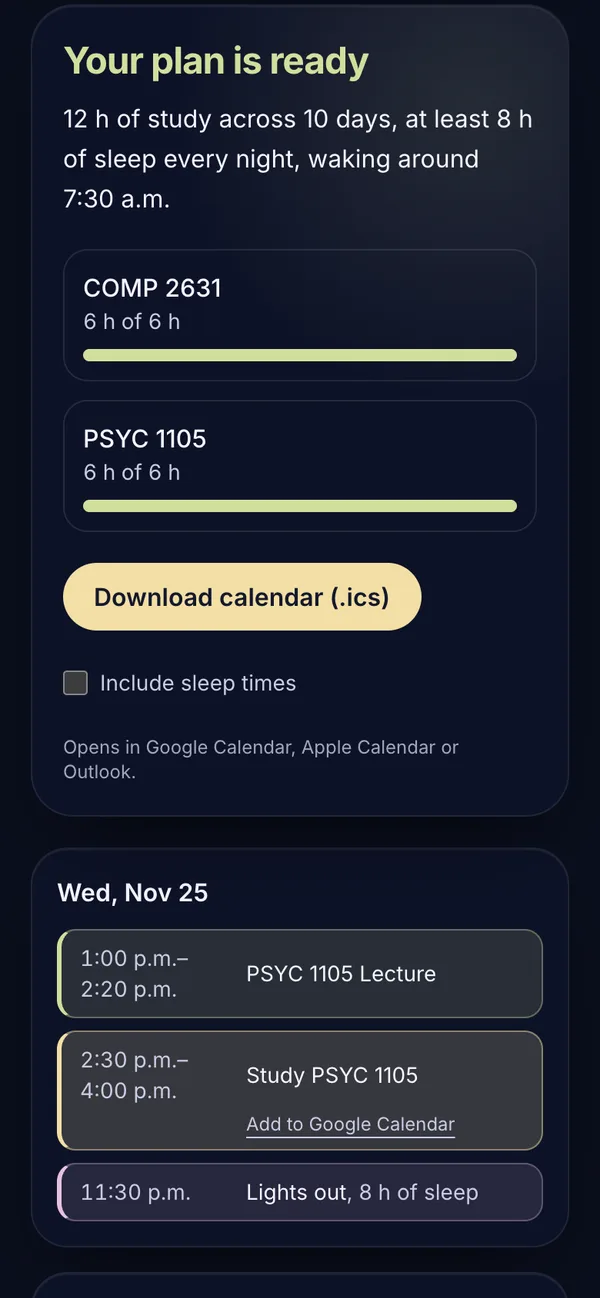 Your plan is ready
12 h of study across 10 days, at least 8 h
of sleep every night, waking around
7:30 a.m.
COMP 2631
6 h of 6 h
PSYC 1105
6 h of 6 h
Download calendar (.ics)
Include sleep times
Opens in Google Calendar, Apple Calendar or
Outlook.
Wed, Nov 25
1:00 p.m.–
2:20 p.m.
PSYC 1105 Lecture
2:30 p.m.–
4:00 p.m.
Study PSYC 1105
Add to Google Calendar
11:30 p.m.
Lights out, 8 h of sleep